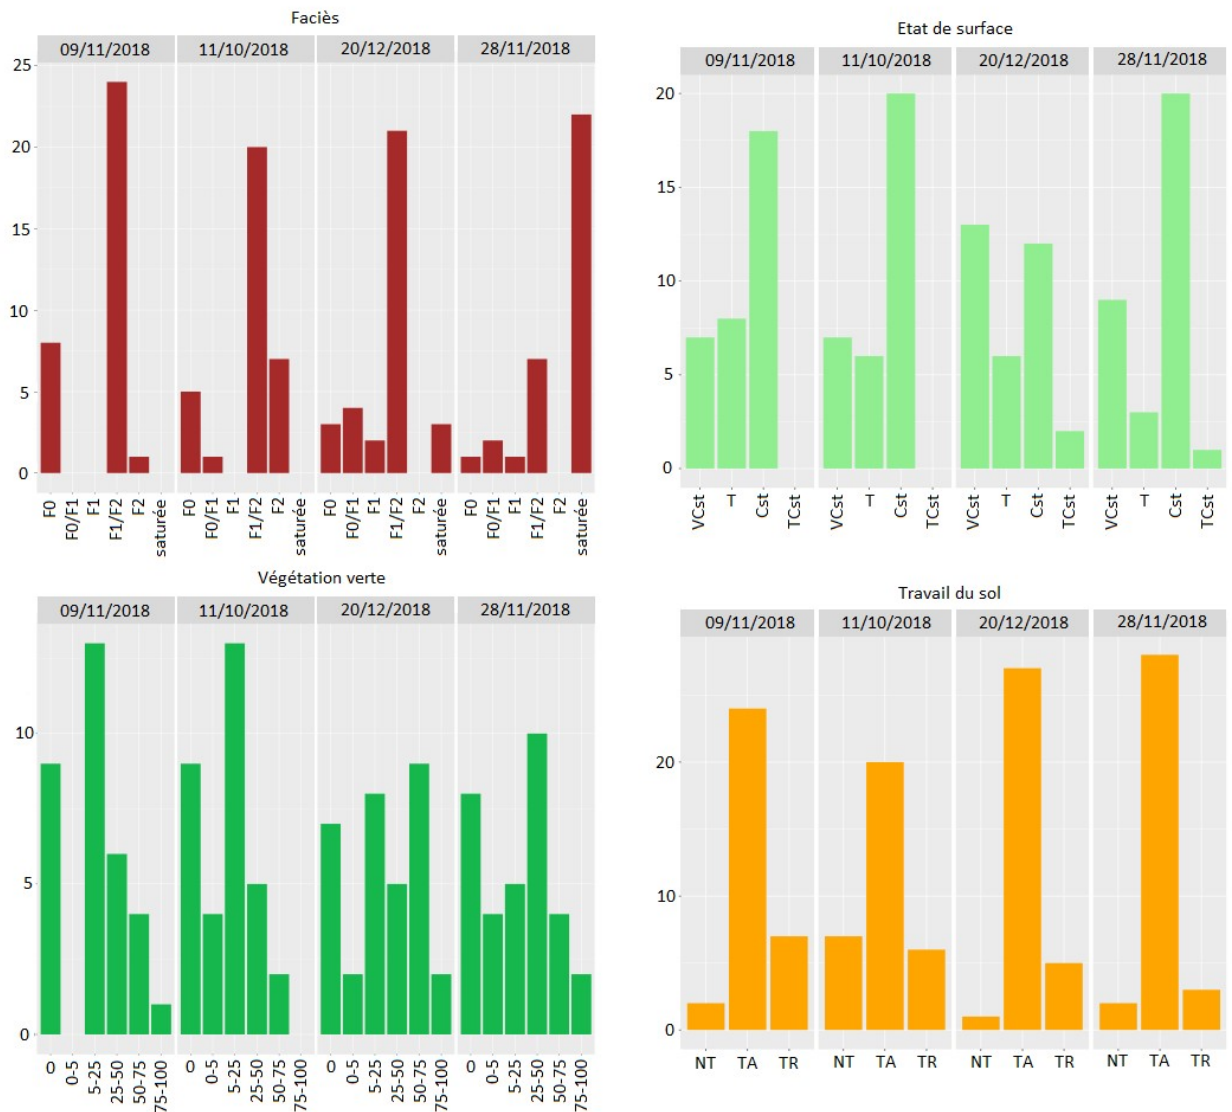 Faciès
09/11/2018 11/10/2018 20/12/2018 28/11/2018
25
20
15
10
5
0
F0 F0/F1 F1 F1/F2 F2 saturée F0 F0/F1 F1 F1/F2 F2 saturée F0 F0/F1 F1 F1/F2 F2 saturée F0 F0/F1 F1 F1/F2 F2 saturée
Etat de surface
09/11/2018 11/10/2018 20/12/2018 28/11/2018
20
15
10
5
0
VCst T Cst TCst VCst T Cst TCst VCst T Cst TCst VCst T Cst TCst
Végétation verte
09/11/2018 11/10/2018 20/12/2018 28/11/2018
10
5
0
0 0-5 5-25 25-50 50-75 75-100 0 0-5 5-25 25-50 50-75 75-100 0 0-5 5-25 25-50 50-75 75-100 0 0-5 5-25 25-50 50-75 75-100
Travail du sol
09/11/2018 11/10/2018 20/12/2018 28/11/2018
20
10
0
NT TA TR NT TA TR NT TA TR NT TA TR